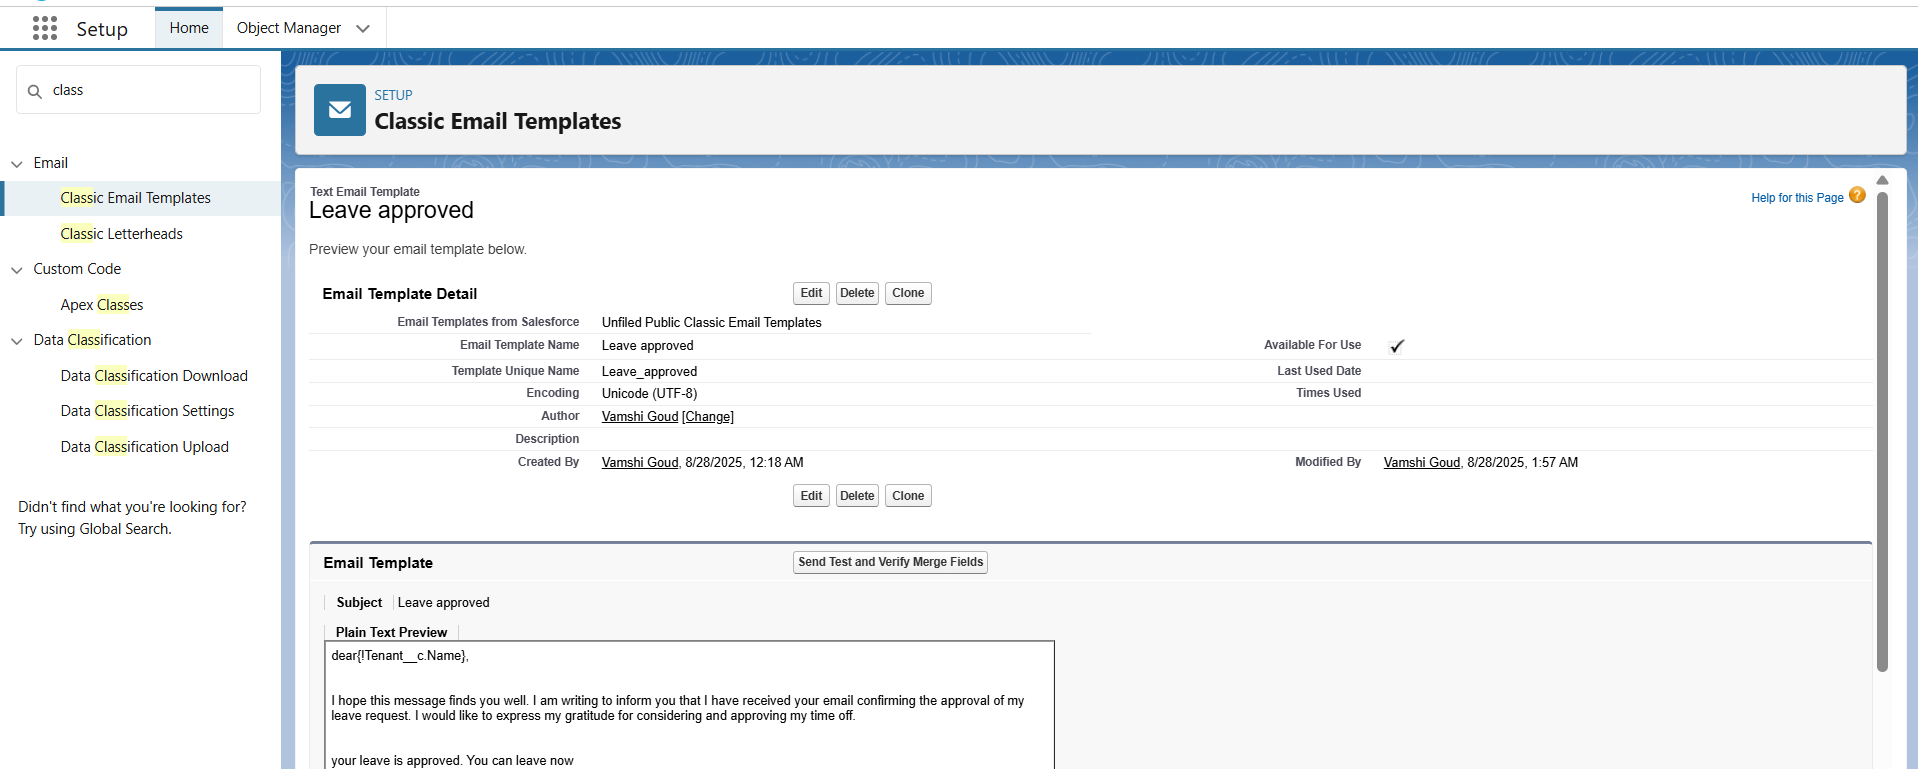 Setup
Home
Object Manager
class
Email
Classic Email Templates
Classic Letterheads
Custom Code
Apex Classes
Data Classification
Data Classification Download
Data Classification Settings
Data Classification Upload
Didn't find what you're looking for?
Try using Global Search.
SETUP
Classic Email Templates
Text Email Template
Leave approved
Help for this Page ?
Preview your email template below.
Email Template Detail Edit Delete Clone
Email Templates from Salesforce Unfiled Public Classic Email Templates
Email Template Name Leave approved Available For Use
Template Unique Name Leave_approved Last Used Date
Encoding Unicode (UTF-8) Times Used
Author Vamshi Goud [Change]
Description
Created By Vamshi Goud, 8/28/2025, 12:18 AM Modified By Vamshi Goud, 8/28/2025, 1:57 AM
Edit Delete Clone
Email Template Send Test and Verify Merge Fields
Subject Leave approved
Plain Text Preview
dear{!Tenant__c.Name},
I hope this message finds you well. I am writing to inform you that I have received your email confirming the approval of my
leave request. I would like to express my gratitude for considering and approving my time off.
your leave is approved. You can leave now